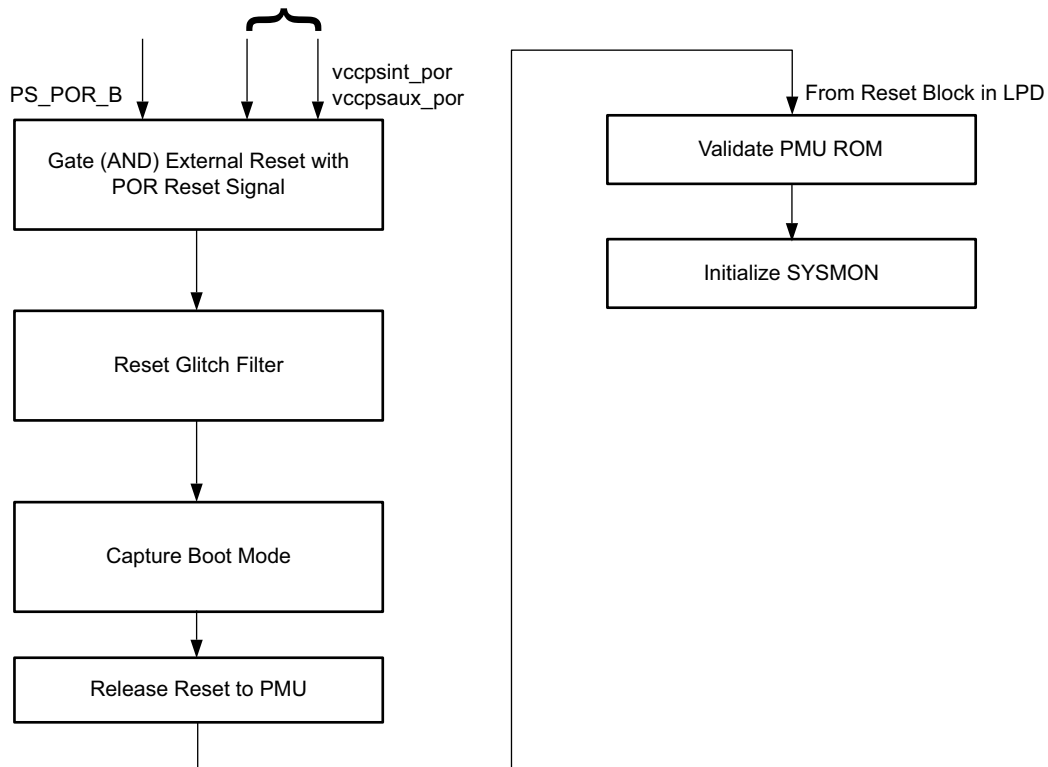 PS_POR_B
vccpsint_por
vccpsaux_por
Gate (AND) External Reset with
POR Reset Signal
Reset Glitch Filter
Capture Boot Mode
Release Reset to PMU
From Reset Block in LPD
Validate PMU ROM
Initialize SYSMON